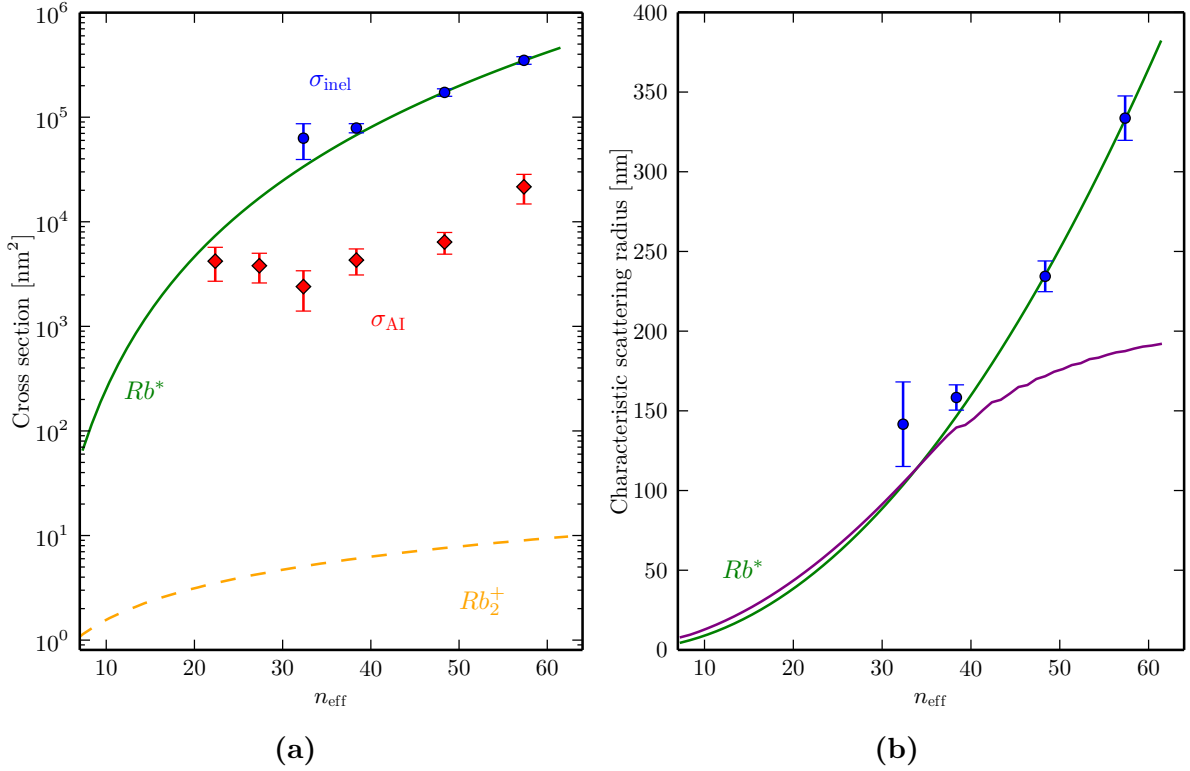 10^6
10^5
10^4
10^3
10^2
10^1
10^0
Cross section [nm^2]
σ_inel
σ_AI
Rb*
Rb_2^+
10 20 30 40 50 60
n_eff
(a)
400
350
300
250
200
150
100
50
0
Characteristic scattering radius [nm]
Rb*
10 20 30 40 50 60
n_eff
(b)